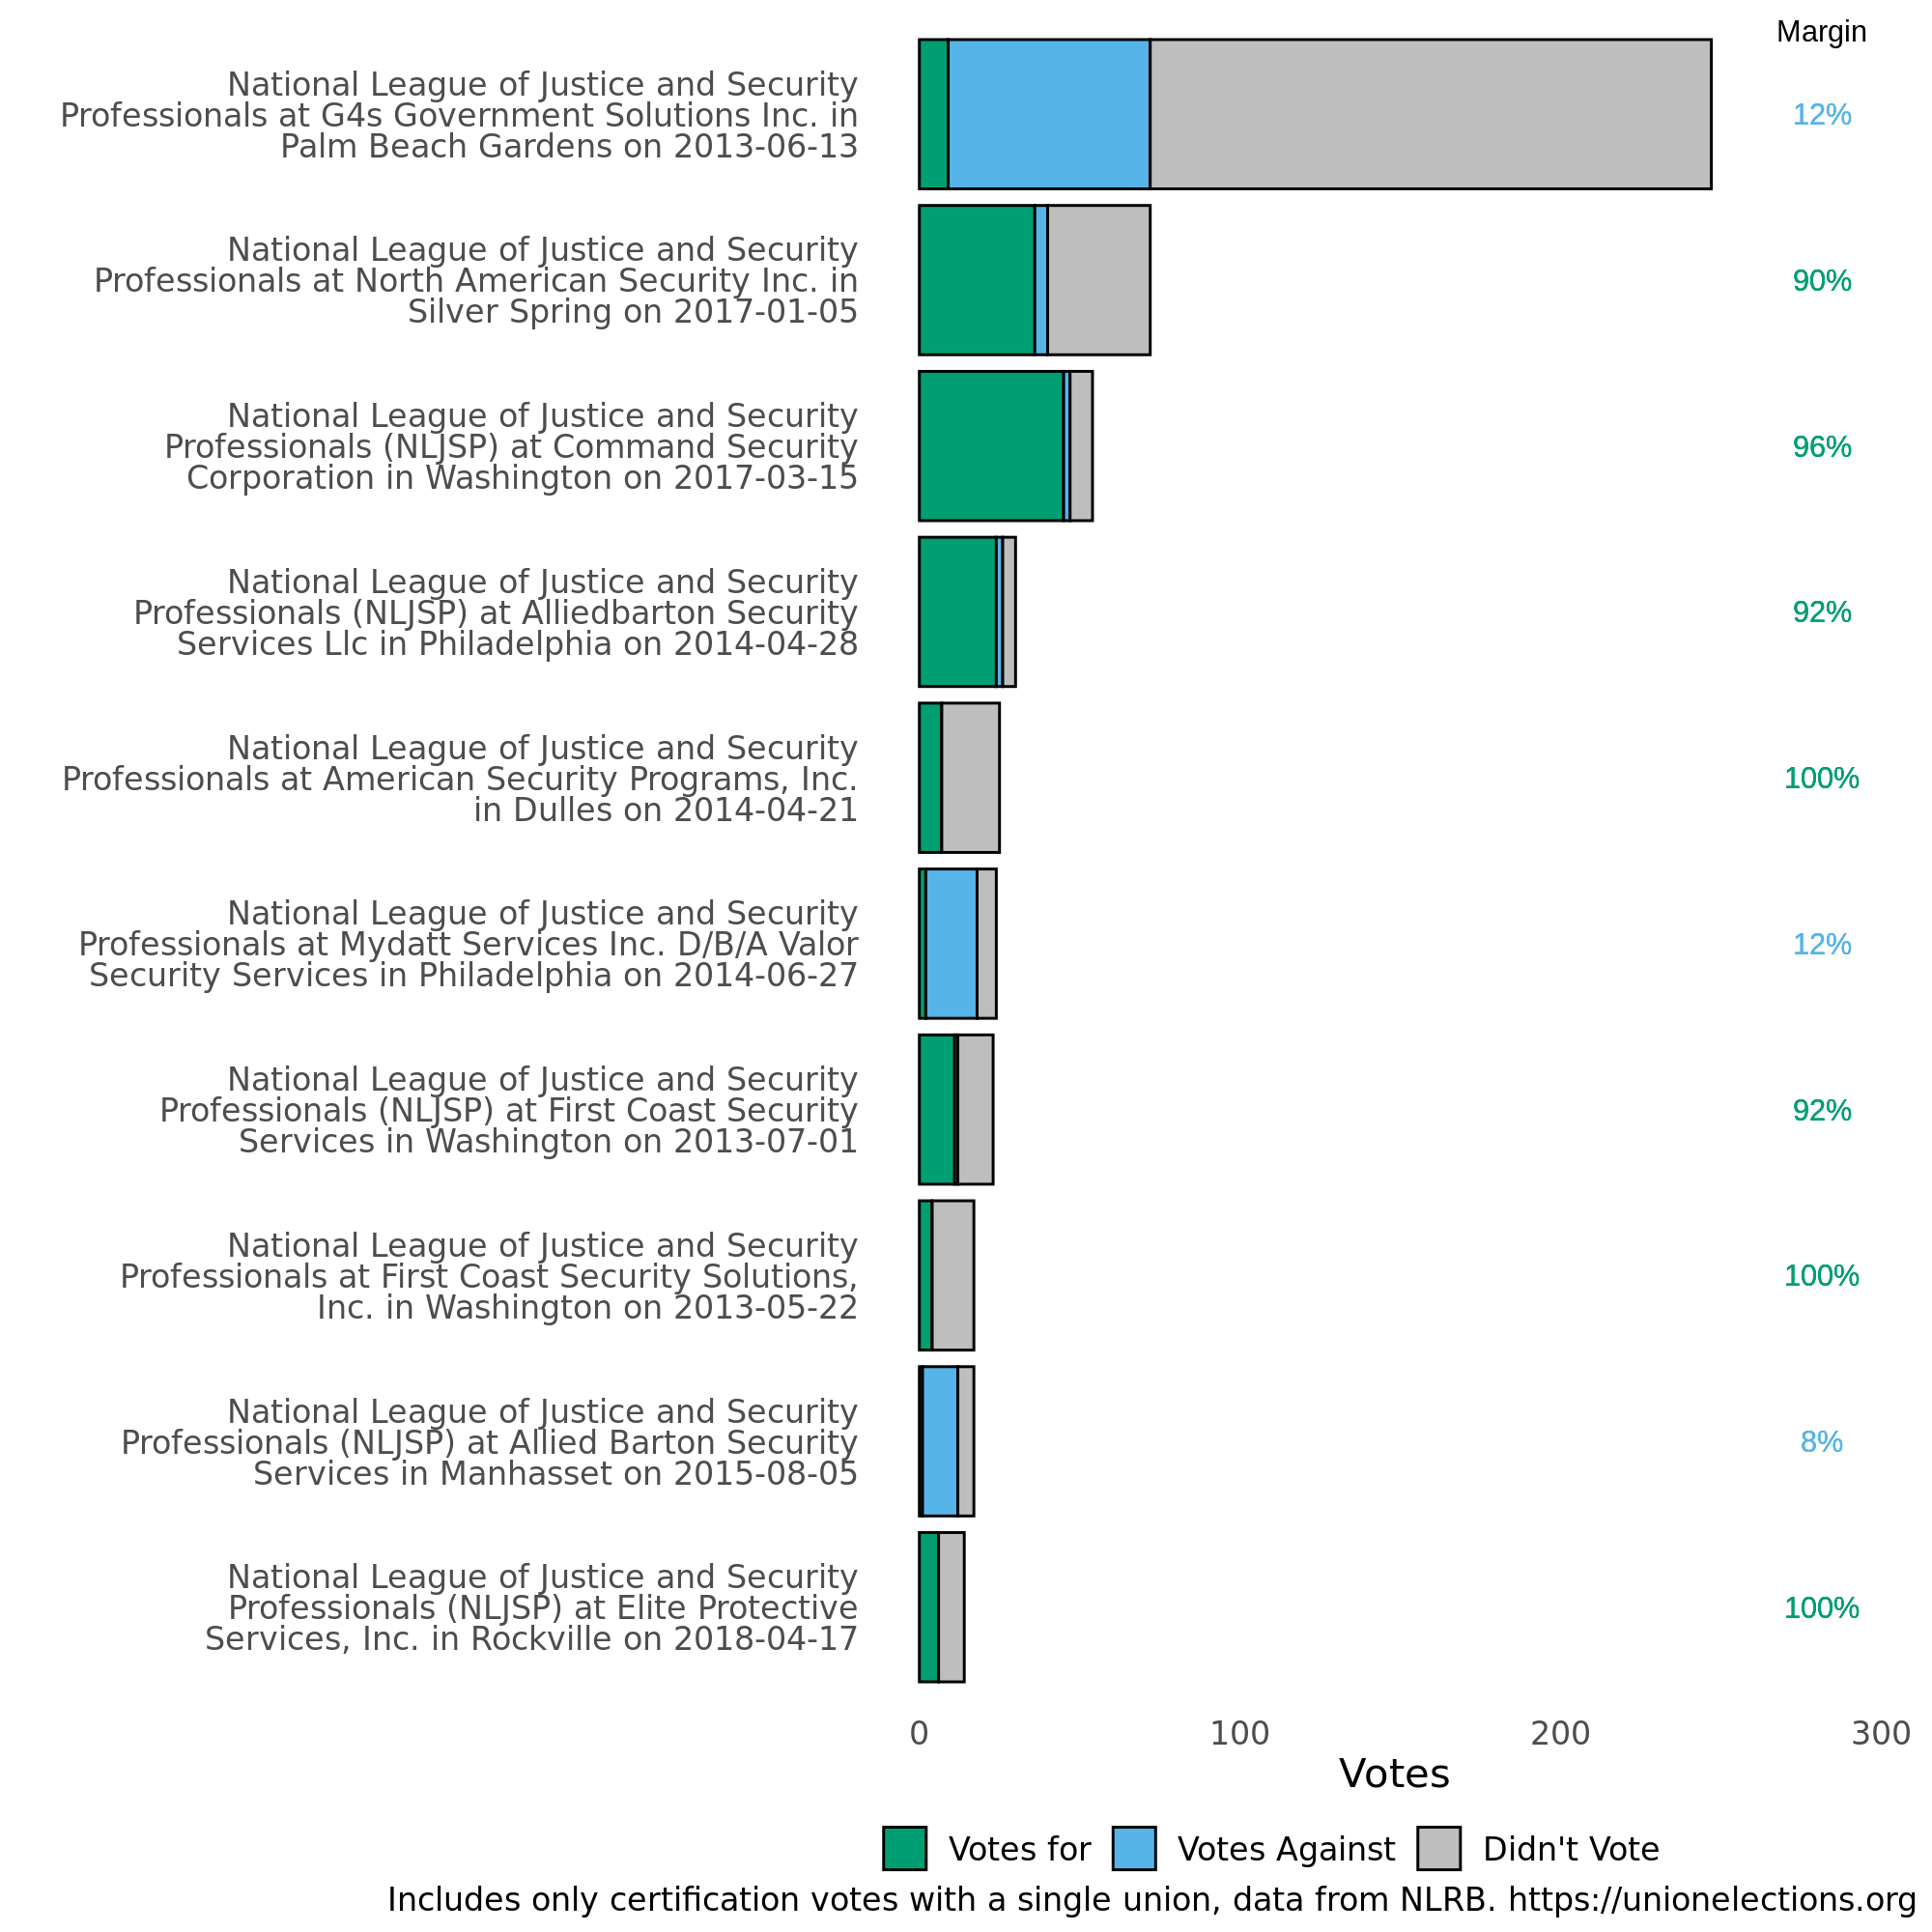 Margin
National League of Justice and Security
Professionals at G4s Government Solutions Inc. in
Palm Beach Gardens on 2013-06-13
12%
National League of Justice and Security
Professionals at North American Security Inc. in
Silver Spring on 2017-01-05
90%
National League of Justice and Security
Professionals (NLJSP) at Command Security
Corporation in Washington on 2017-03-15
96%
National League of Justice and Security
Professionals (NLJSP) at Alliedbarton Security
Services Llc in Philadelphia on 2014-04-28
92%
National League of Justice and Security
Professionals at American Security Programs, Inc.
in Dulles on 2014-04-21
100%
National League of Justice and Security
Professionals at Mydatt Services Inc. D/B/A Valor
Security Services in Philadelphia on 2014-06-27
12%
National League of Justice and Security
Professionals (NLJSP) at First Coast Security
Services in Washington on 2013-07-01
92%
National League of Justice and Security
Professionals at First Coast Security Solutions,
Inc. in Washington on 2013-05-22
100%
National League of Justice and Security
Professionals (NLJSP) at Allied Barton Security
Services in Manhasset on 2015-08-05
8%
National League of Justice and Security
Professionals (NLJSP) at Elite Protective
Services, Inc. in Rockville on 2018-04-17
100%
0 100 200 300
Votes
Votes for Votes Against Didn't Vote
Includes only certification votes with a single union, data from NLRB. https://unionelections.org